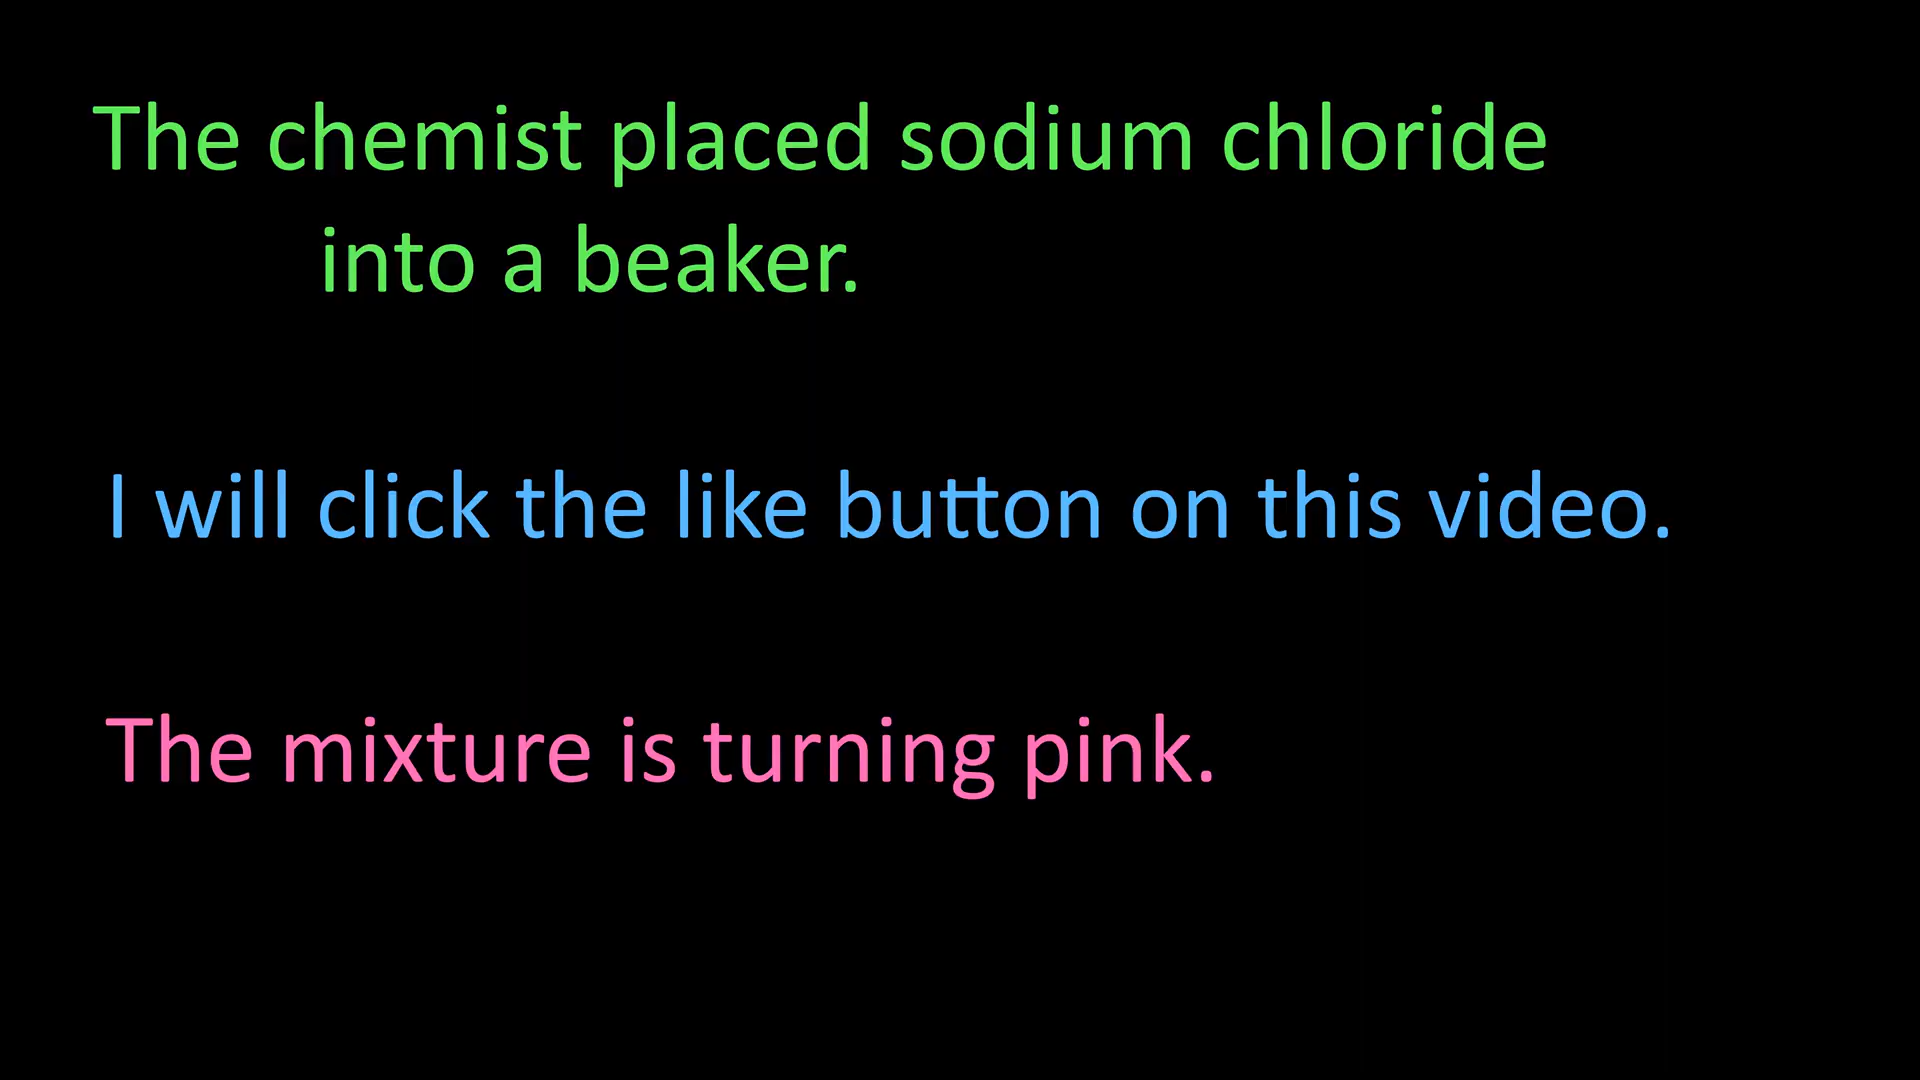 The chemist placed sodium chloride
into a beaker.
I will click the like button on this video.
The mixture is turning pink.